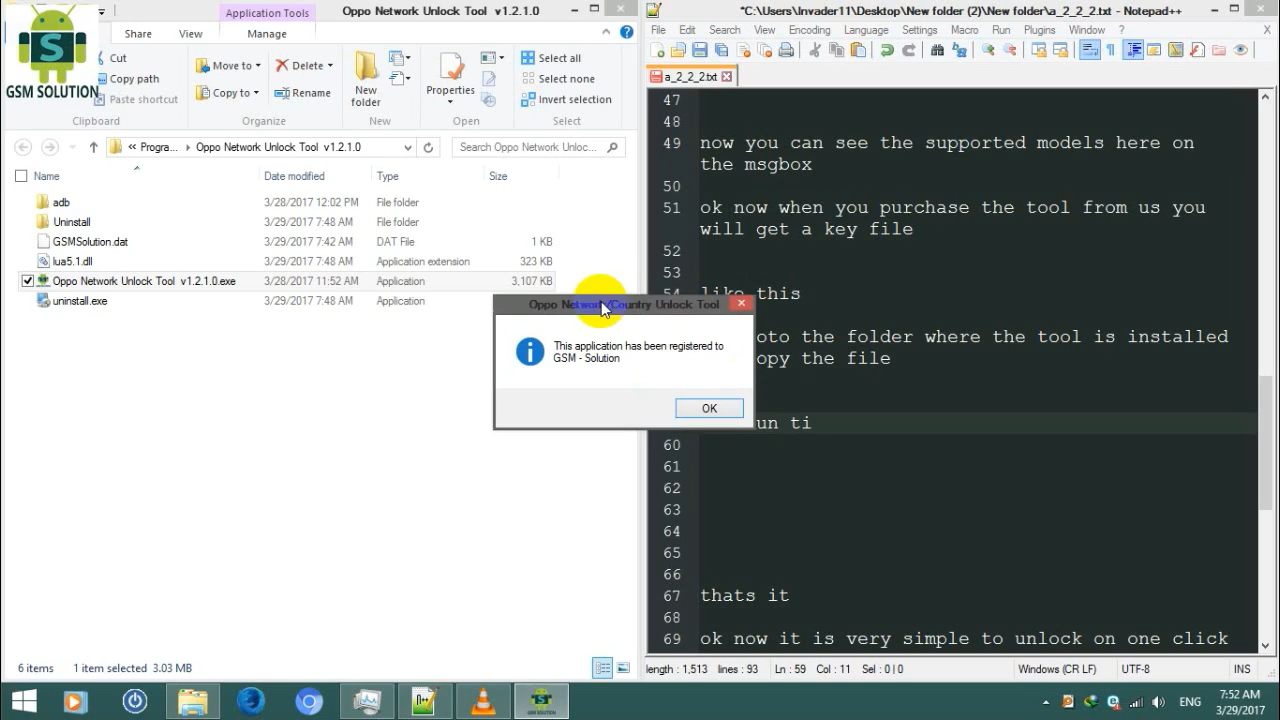 Application Tools
Oppo Network Unlock Tool v1.2.1.0
Share
View
Manage
S
GSM SOLUTION
Cut
Copy path
Paste shortcut
Clipboard
Move to
Copy to
Delete
Rename
Organize
New
folder
New
Properties
Open
Select all
Select none
Invert selection
Select
Progra...
Oppo Network Unlock Tool v1.2.1.0
Search Oppo Network Unloc...
Name
Date modified
Type
Size
adb
3/28/2017 12:02 PM
File folder
Uninstall
3/29/2017 7:48 AM
File folder
GSMSolution.dat
3/29/2017 7:42 AM
DAT File
1 KB
lua5.1.dll
3/29/2017 7:48 AM
Application extension
323 KB
Oppo Network Unlock Tool v1.2.1.0.exe
3/28/2017 11:52 AM
Application
3,107 KB
uninstall.exe
3/29/2017 7:48 AM
Application
6 items
1 item selected 3.03 MB
Oppo Network/Country Unlock Tool
This application has been registered to
GSM - Solution
OK
*C:\Users\Invader11\Desktop\New folder (2)\New folder\a_2_2_2.txt - Notepad++
File Edit Search View Encoding Language Settings Macro Run Plugins Window ?
X
a_2_2_2.txt
47
48
49 now you can see the supported models here on
the msgbox
50
51 ok now when you purchase the tool from us you
will get a key file
52
53
54 like this
oto the folder where the tool is installed
opy the file
un ti
60
61
62
63
64
65
66
67 thats it
68
69 ok now it is very simple to unlock on one click
length : 1,513 lines : 93
Ln : 59 Col : 11 Sel : 0 | 0
Windows (CR LF)
UTF-8
INS
ENG
7:52 AM
3/29/2017